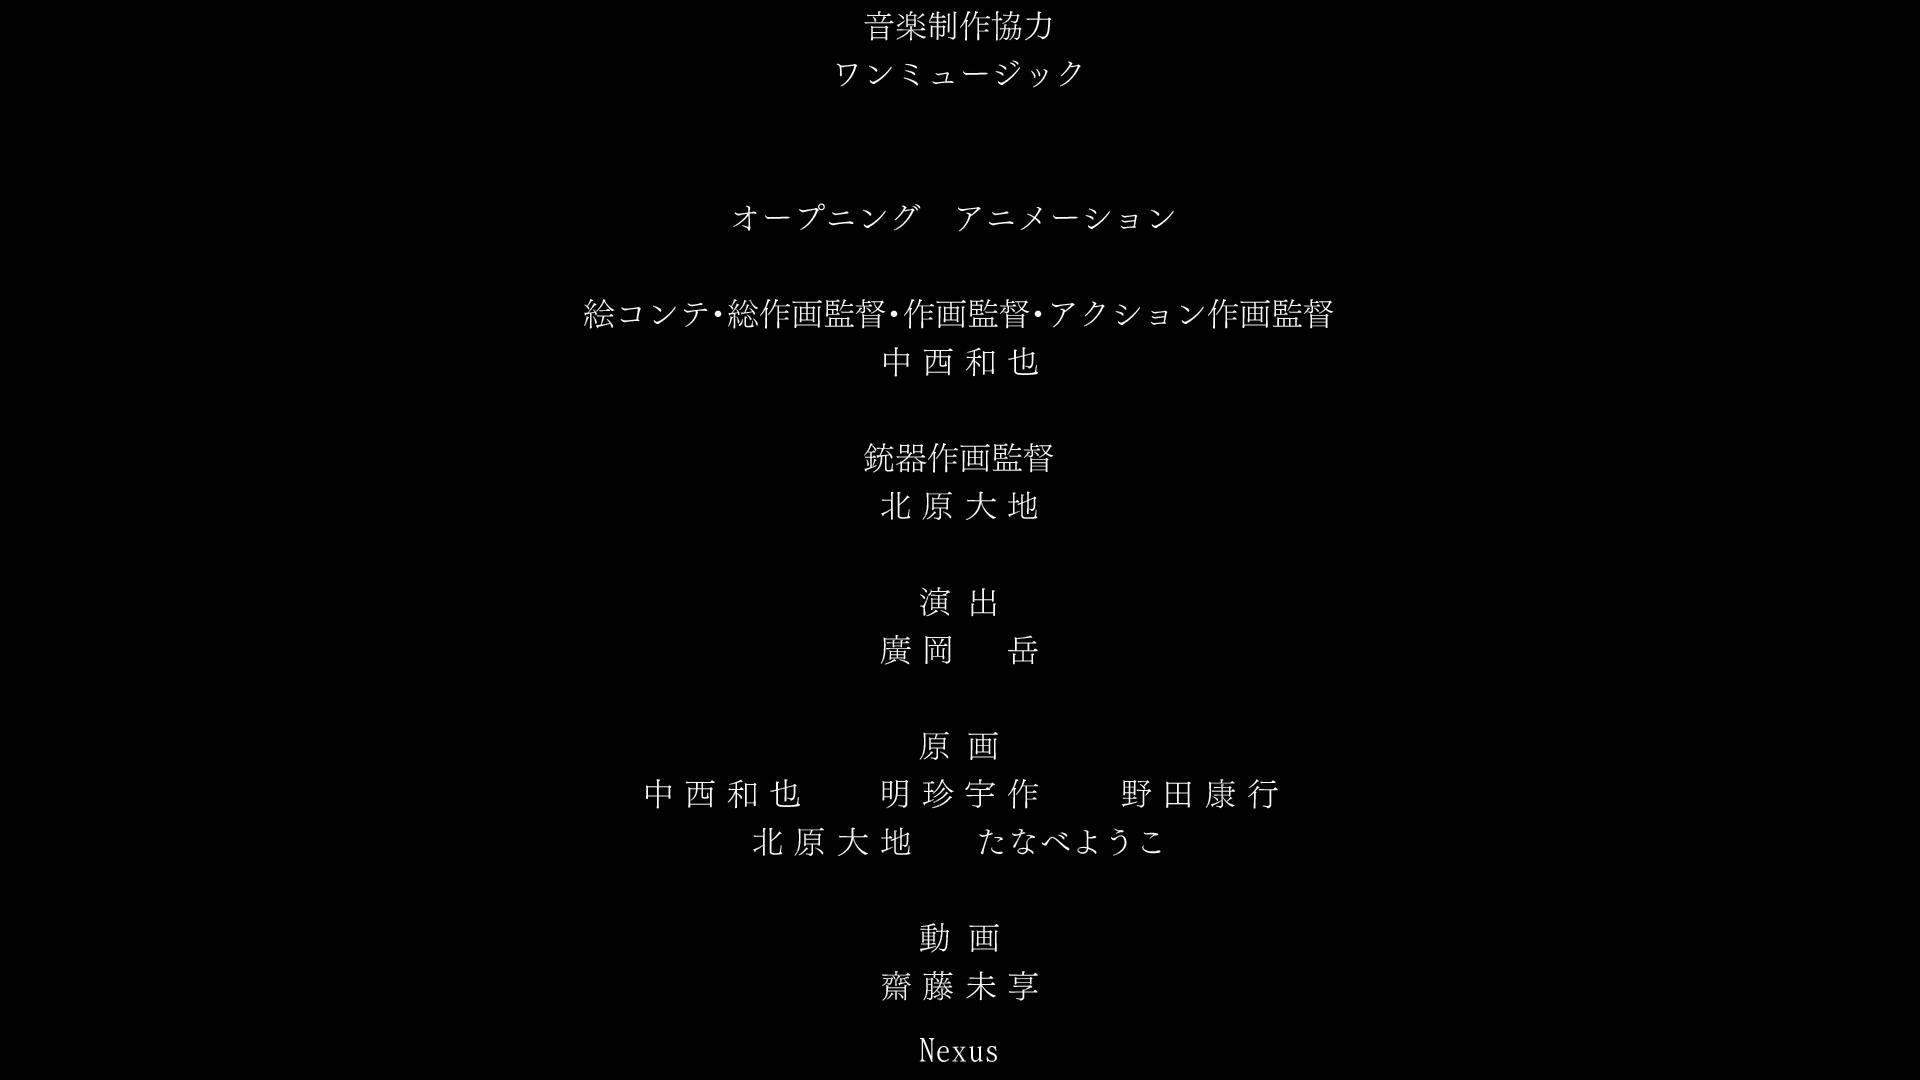 音楽制作協力
ワンミュージック
オープニング　アニメーション
絵コンテ･総作画監督･作画監督･アクション作画監督
中西和也
銃器作画監督
北原大地
演出
廣岡　岳
原画
中西和也　明珍宇作　野田康行
北原大地　たなべようこ
動画
齋藤未享
Nexus